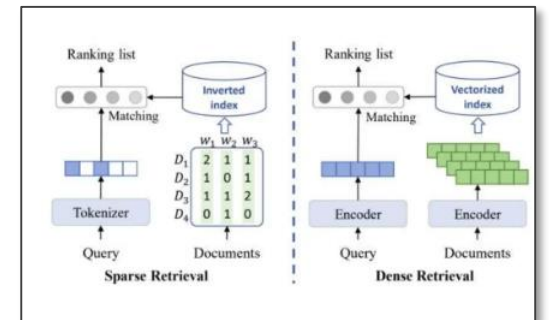 Ranking list
Inverted
index
Matching
W₁ W₂ W₃
D₁ 2 1 1
D₂ 1 0 1
D₃ 1 1 2
D₄ 0 1 0
Tokenizer
Query
Documents
Sparse Retrieval
Ranking list
Vectorized
index
Matching
Encoder
Encoder
Query
Documents
Dense Retrieval